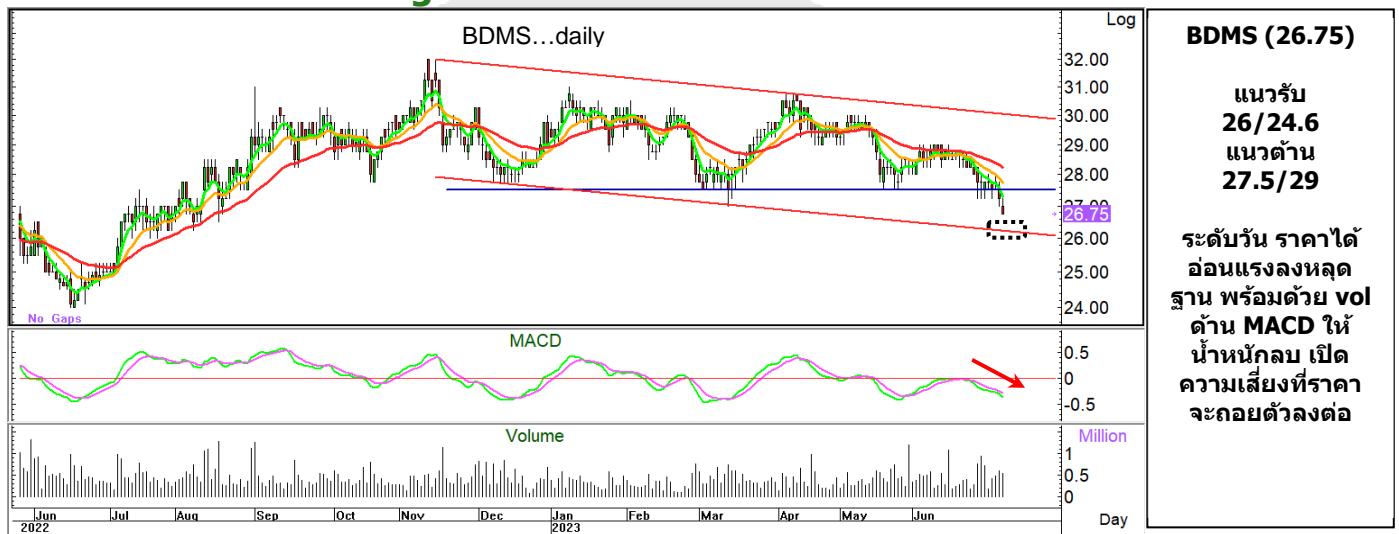 BDMS...daily
Log
32.00
31.00
30.00
29.00
28.00
27.00
26.75
26.00
25.00
24.00
No Gaps
MACD
0.5
0
-0.5
Volume
Million
1
0.5
0
Jun Jul Aug Sep Oct Nov Dec Jan Feb Mar Apr May Jun
2022 2023
Day
BDMS (26.75)
แนวรับ
26/24.6
แนวต้าน
27.5/29
ระดับวัน ราคาได้
อ่อนแรงลงหลุด
ฐาน พร้อมด้วย vol
ด้าน MACD ให้
น้ำหนักลบ เปิด
ความเสี่ยงที่ราคา
จะถอยตัวลงต่อ